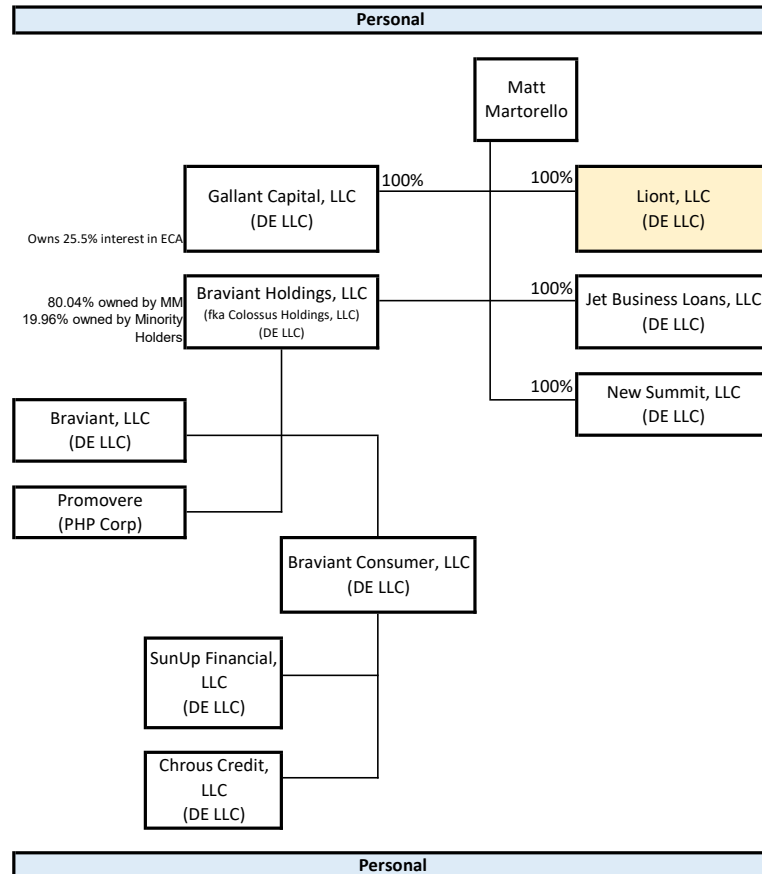 Personal
Matt
Martorello
Gallant Capital, LLC
(DE LLC)
100%
100%
Liont, LLC
(DE LLC)
Owns 25.5% interest in ECA
80.04% owned by MM
19.96% owned by Minority
Holders
Braviant Holdings, LLC
(fka Colossus Holdings, LLC)
(DE LLC)
100%
Jet Business Loans, LLC
(DE LLC)
100%
New Summit, LLC
(DE LLC)
Braviant, LLC
(DE LLC)
Promovere
(PHP Corp)
Braviant Consumer, LLC
(DE LLC)
SunUp Financial,
LLC
(DE LLC)
Chrous Credit,
LLC
(DE LLC)
Personal